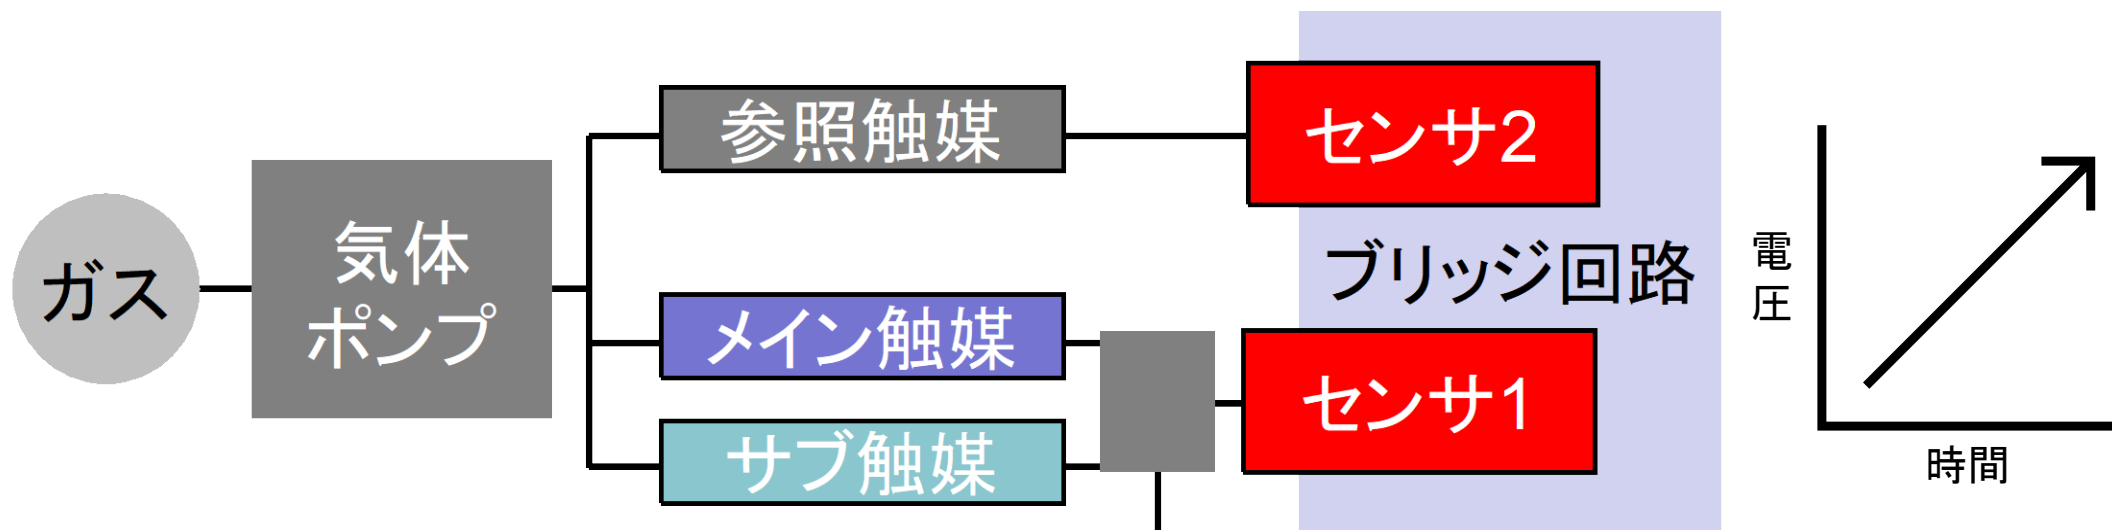 ガス
気体
ポンプ
参照触媒
メイン触媒
サブ触媒
センサ2
ブリッジ回路
センサ1
電圧
時間